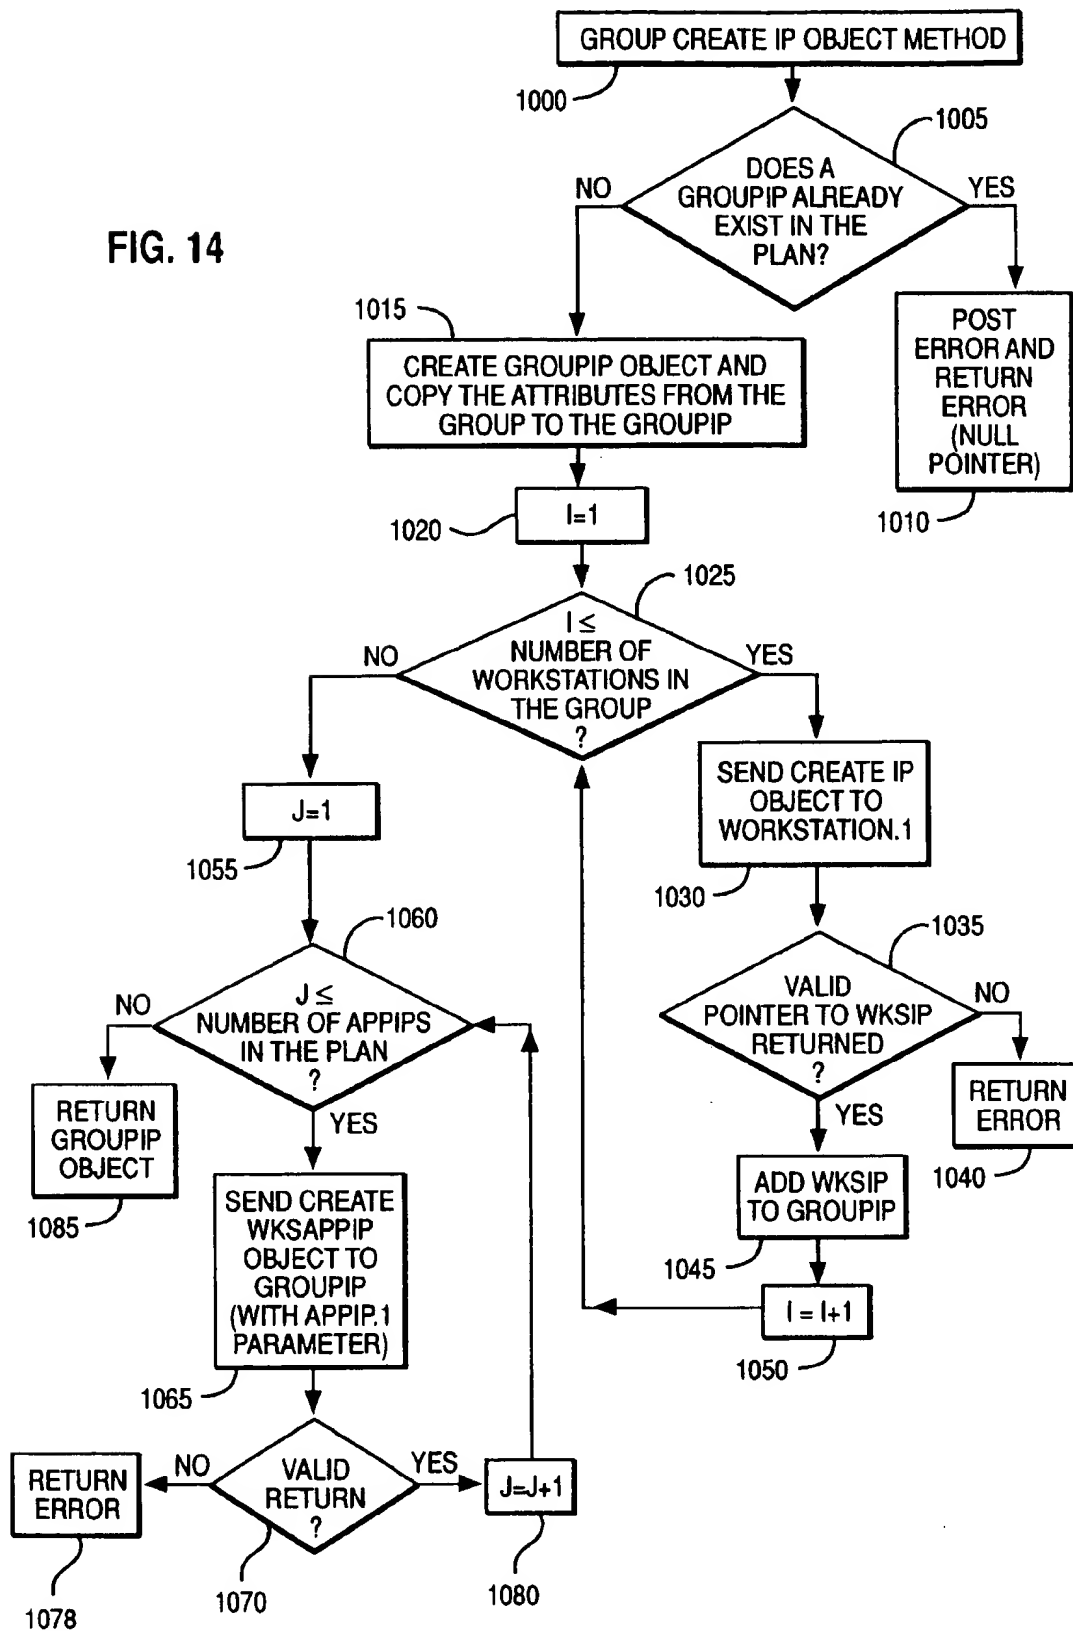 GROUP CREATE IP OBJECT METHOD
1000
1005
DOES A
GROUPIP ALREADY
EXIST IN THE
PLAN?
NO
YES
FIG. 14
1015
CREATE GROUPIP OBJECT AND
COPY THE ATTRIBUTES FROM THE
GROUP TO THE GROUPIP
POST
ERROR AND
RETURN
ERROR
(NULL
POINTER)
1010
I=1
1020
1025
I ≤
NUMBER OF
WORKSTATIONS IN
THE GROUP
?
NO
YES
SEND CREATE IP
OBJECT TO
WORKSTATION.1
1030
J=1
1055
1060
J ≤
NUMBER OF APPIPS
IN THE PLAN
?
NO
YES
1035
VALID
POINTER TO WKSIP
RETURNED
?
NO
YES
RETURN
ERROR
1040
RETURN
GROUPIP
OBJECT
1085
ADD WKSIP
TO GROUPIP
1045
SEND CREATE
WKSAPPIP
OBJECT TO
GROUPIP
(WITH APPIP.1
PARAMETER)
1065
I = I+1
1050
VALID
RETURN
?
NO
YES
1070
RETURN
ERROR
1078
J=J+1
1080